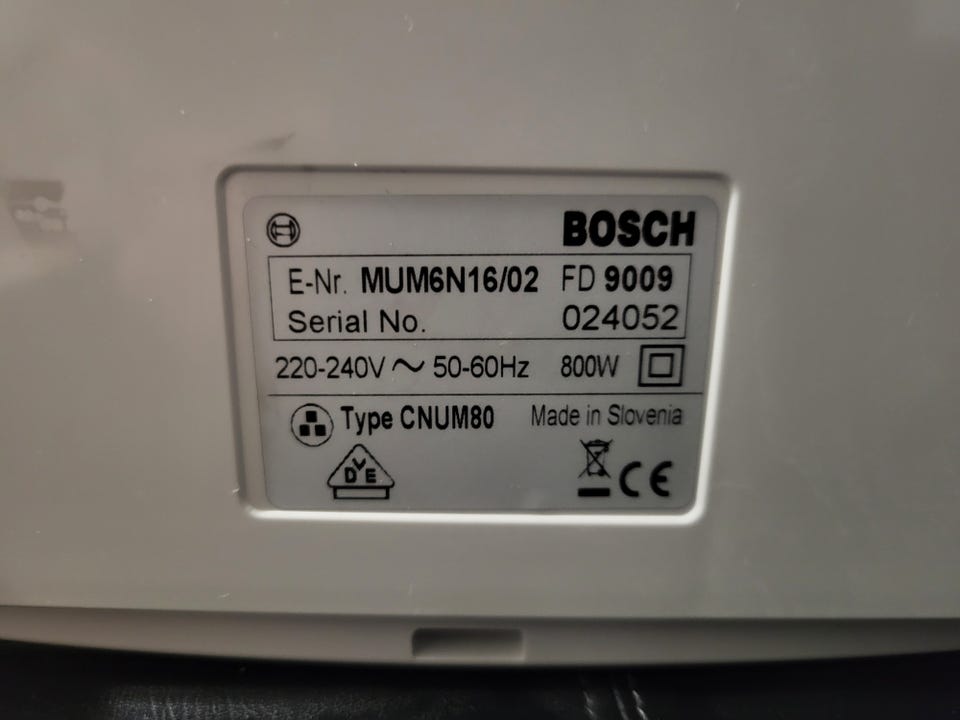 BOSCH
E-Nr. MUM6N16/02 FD 9009
Serial No. 024052
220-240V ~ 50-60Hz 800W
Type CNUM80 Made in Slovenia
DVE
CE